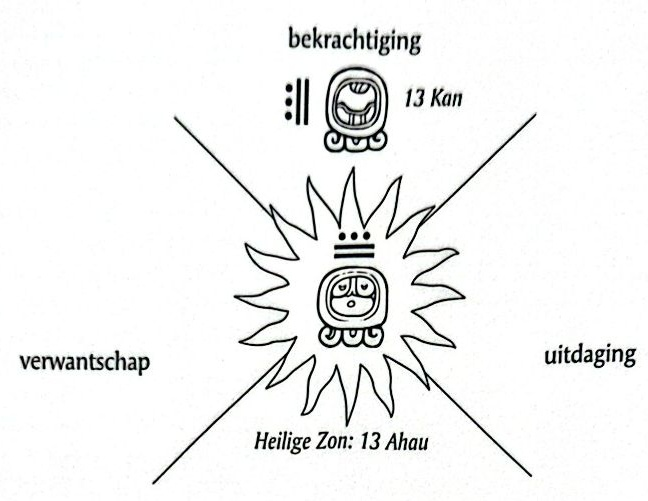 bekrachtiging
13 Kan
verwantschap
uitdaging
Heilige Zon: 13 Ahau